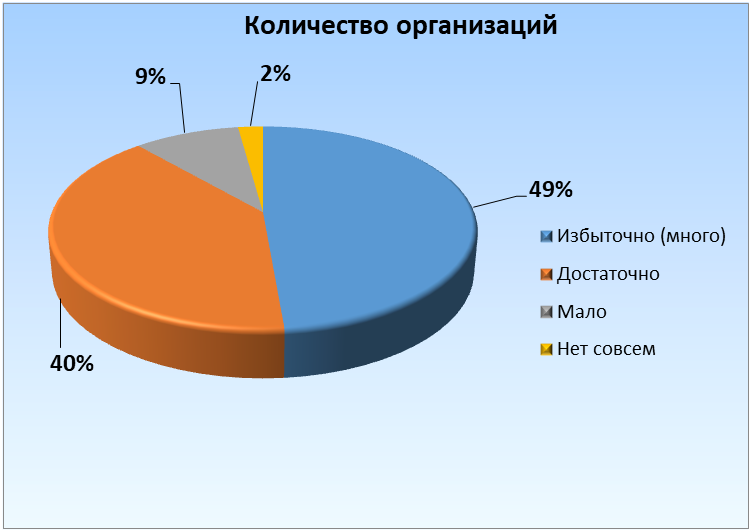 Количество организаций
9%
2%
49%
40%
Избыточно (много)
Достаточно
Мало
Нет совсем